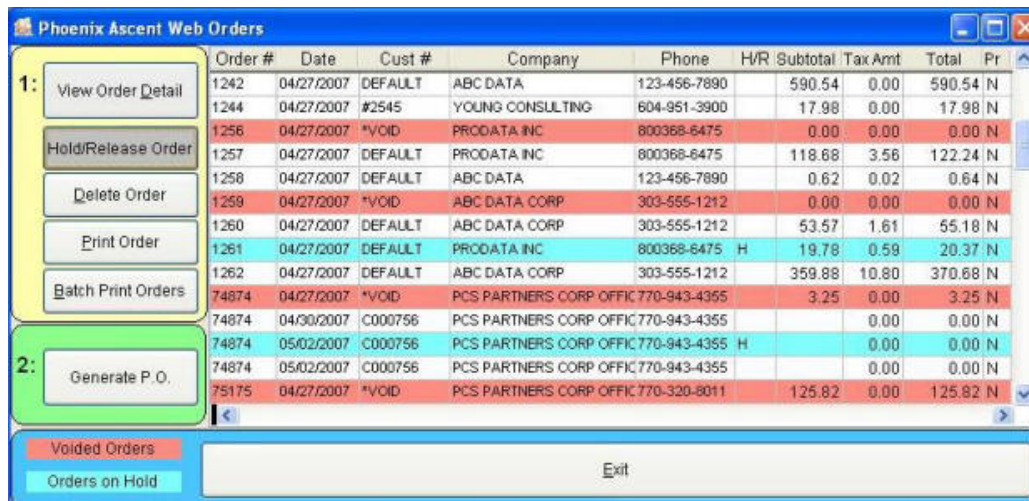 Phoenix Ascent Web Orders
1:
View Order Detail
Hold/Release Order
Delete Order
Print Order
Batch Print Orders
2:
Generate P.O.
Order # Date Cust # Company Phone H/R Subtotal Tax Amt Total Pr
1242 04/27/2007 DEFAULT ABC DATA 123-456-7890 590.54 0.00 590.54 N
1244 04/27/2007 #2545 YOUNG CONSULTING 604-951-3900 17.98 0.00 17.98 N
1256 04/27/2007 *VOID PRODATA INC 800368-6475 0.00 0.00 0.00 N
1257 04/27/2007 DEFAULT PRODATA INC 800368-6475 118.68 3.56 122.24 N
1258 04/27/2007 DEFAULT ABC DATA 123-456-7890 0.62 0.02 0.64 N
1259 04/27/2007 *VOID ABC DATA CORP 303-555-1212 0.00 0.00 0.00 N
1260 04/27/2007 DEFAULT ABC DATA CORP 303-555-1212 53.57 1.61 55.18 N
1261 04/27/2007 DEFAULT PRODATA INC 800368-6475 H 19.78 0.59 20.37 N
1262 04/27/2007 DEFAULT ABC DATA CORP 303-555-1212 359.88 10.80 370.68 N
74874 04/27/2007 *VOID PCS PARTNERS CORP OFFIC 770-943-4355 3.25 0.00 3.25 N
74874 04/30/2007 C000756 PCS PARTNERS CORP OFFIC 770-943-4355 0.00 0.00 N
74874 05/02/2007 C000756 PCS PARTNERS CORP OFFIC 770-943-4355 H 0.00 0.00 N
74874 05/02/2007 C000756 PCS PARTNERS CORP OFFIC 770-943-4355 0.00 0.00 N
75175 04/27/2007 *VOID PCS PARTNERS CORP OFFIC 770-320-8011 125.82 0.00 125.82 N
Voided Orders
Orders on Hold
Exit